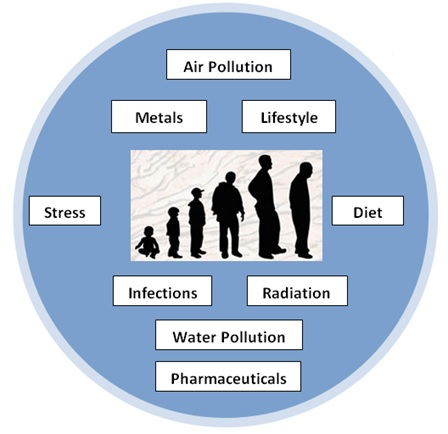 Air Pollution
Metals
Lifestyle
Stress
Diet
Infections
Radiation
Water Pollution
Pharmaceuticals